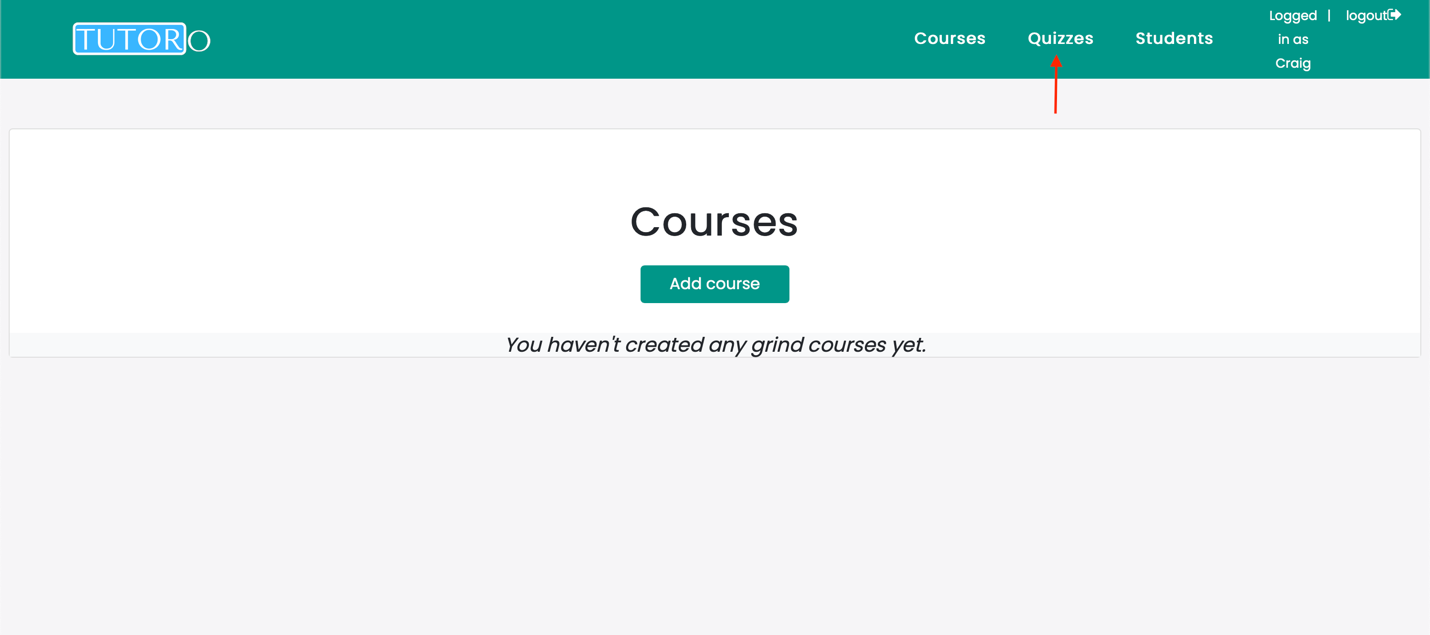 TUTORO
Courses Quizzes Students
Logged in as Craig | logout
Courses
Add course
You haven't created any grind courses yet.